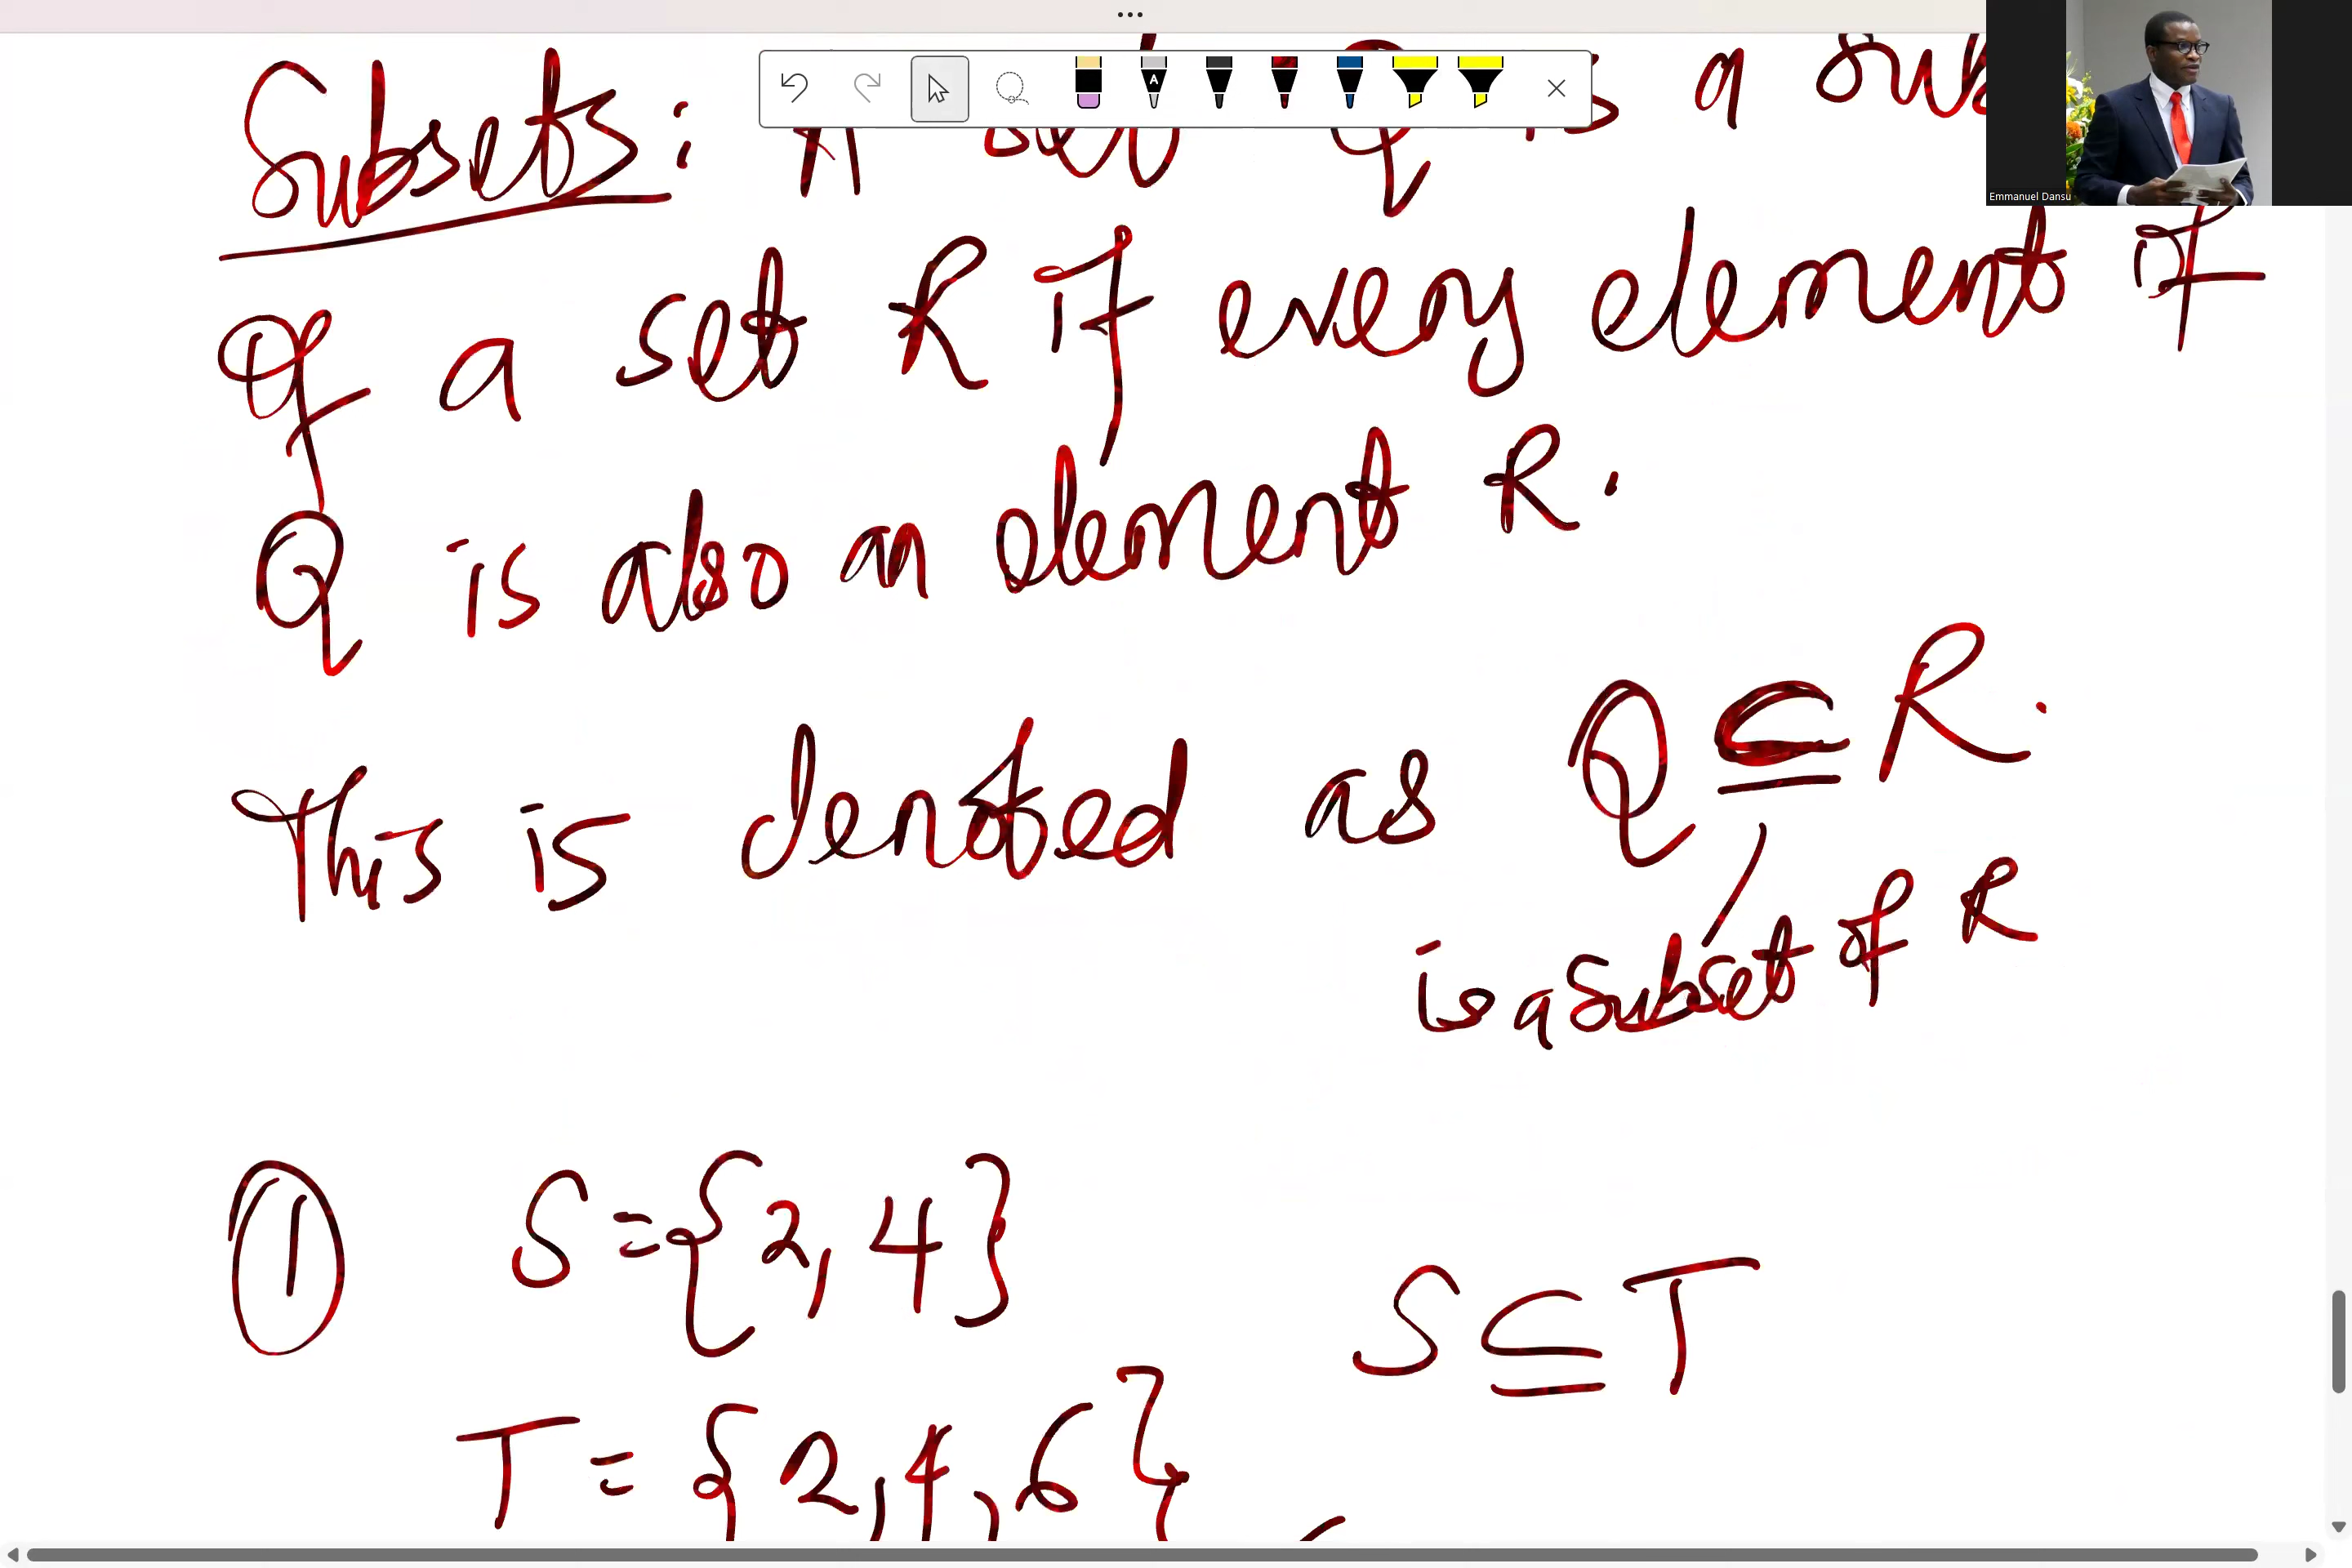 Subsets: A set Q is a sub
Emmanuel Dansu
of a set R if every element if
Q is also an element R.
This is denoted as Q ⊆ R.
is a subset of R
① S = {2, 4}
S ⊆ T
T = {2, 4, 6}